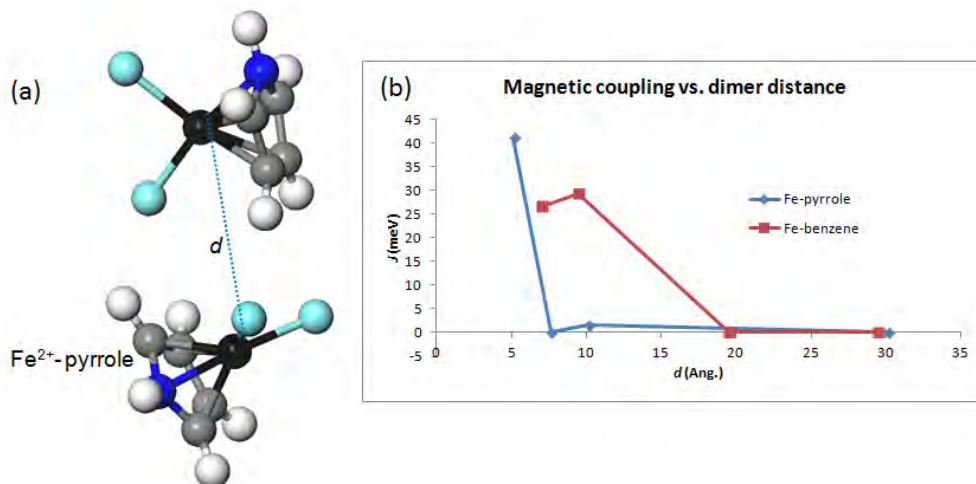 (a)
d
Fe²⁺-pyrrole
(b)
Magnetic coupling vs. dimer distance
45
40
35
30
25
20
15
10
5
0
-5
J (meV)
0
5
10
15
20
25
30
35
d (Ang.)
Fe-pyrrole
Fe-benzene